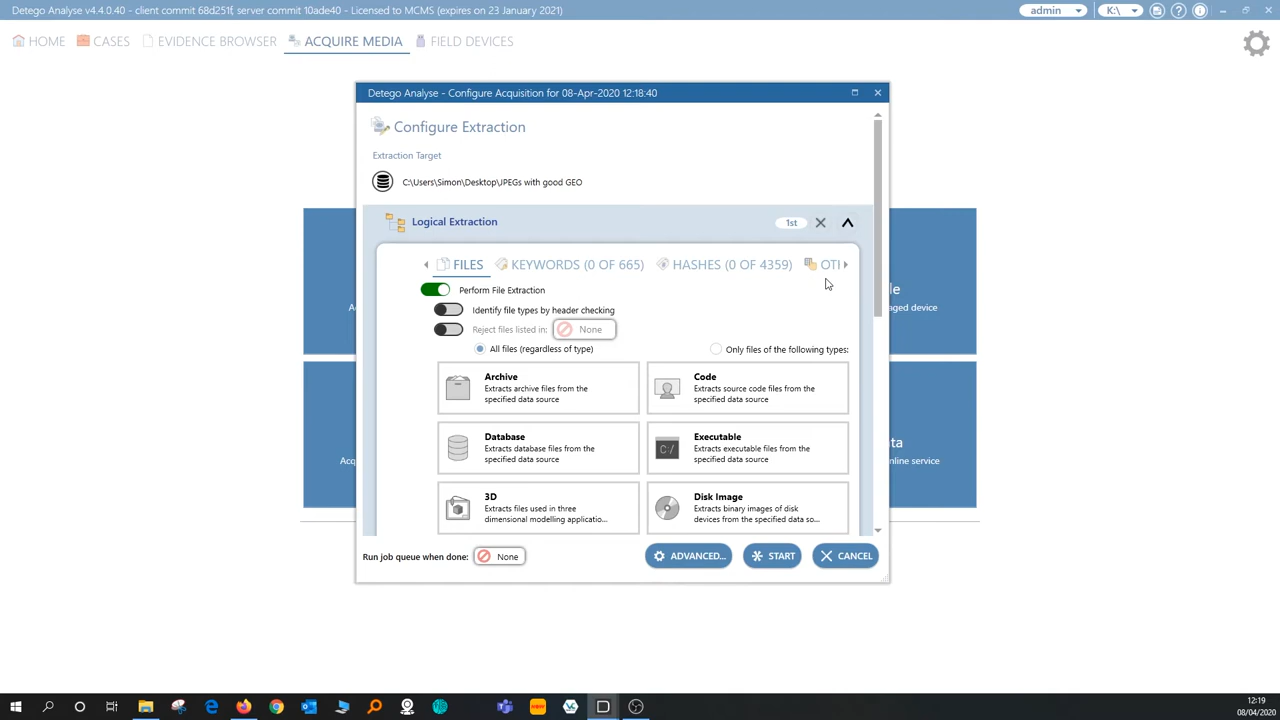 Detego Analyse v4.4.0.40 - client commit 68d251f, server commit 10ade40 - Licensed to MCMS (expires on 23 January 2021)
admin
K:\
HOME
CASES
EVIDENCE BROWSER
ACQUIRE MEDIA
FIELD DEVICES
Detego Analyse - Configure Acquisition for 08-Apr-2020 12:18:40
Configure Extraction
Extraction Target
C:\Users\Simon\Desktop\JPEGs with good GEO
Logical Extraction
1st
FILES
KEYWORDS (0 OF 665)
HASHES (0 OF 4359)
OTI
Perform File Extraction
Identify file types by header checking
Reject files listed in:
None
All files (regardless of type)
Only files of the following types:
Archive
Extracts archive files from the
specified data source
Code
Extracts source code files from the
specified data source
Database
Extracts database files from the
specified data source
Executable
Extracts executable files from the
specified data source
C:/
3D
Extracts files used in three
dimensional modelling applicatio...
Disk Image
Extracts binary images of disk
devices from the specified data so...
Run job queue when done:
None
ADVANCED...
START
CANCEL
A
Acq
le
aged device
ta
nline service
12:19
08/04/2020